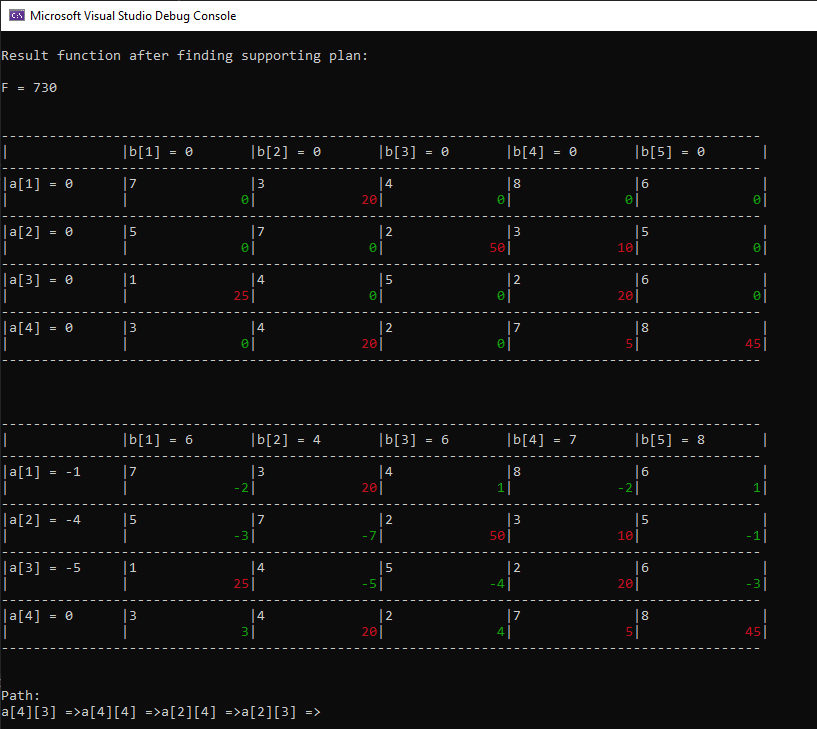 Microsoft Visual Studio Debug Console
Result function after finding supporting plan:
F = 730
-----------------------------------------------------------------------------------------------
|              |b[1] = 0       |b[2] = 0       |b[3] = 0       |b[4] = 0       |b[5] = 0       |
-----------------------------------------------------------------------------------------------
|a[1] = 0      |7              |3              |4              |8              |6              |
|              |              0|             20|              0|              0|              0|
-----------------------------------------------------------------------------------------------
|a[2] = 0      |5              |7              |2              |3              |5              |
|              |              0|              0|             50|             10|              0|
-----------------------------------------------------------------------------------------------
|a[3] = 0      |1              |4              |5              |2              |6              |
|              |             25|              0|              0|             20|              0|
-----------------------------------------------------------------------------------------------
|a[4] = 0      |3              |4              |2              |7              |8              |
|              |              0|             20|              0|              5|             45|
-----------------------------------------------------------------------------------------------
-----------------------------------------------------------------------------------------------
|              |b[1] = 6       |b[2] = 4       |b[3] = 6       |b[4] = 7       |b[5] = 8       |
-----------------------------------------------------------------------------------------------
|a[1] = -1     |7              |3              |4              |8              |6              |
|              |             -2|             20|              1|             -2|              1|
-----------------------------------------------------------------------------------------------
|a[2] = -4     |5              |7              |2              |3              |5              |
|              |             -3|             -7|             50|             10|             -1|
-----------------------------------------------------------------------------------------------
|a[3] = -5     |1              |4              |5              |2              |6              |
|              |             25|             -5|             -4|             20|             -3|
-----------------------------------------------------------------------------------------------
|a[4] = 0      |3              |4              |2              |7              |8              |
|              |              3|             20|              4|              5|             45|
-----------------------------------------------------------------------------------------------
Path:
a[4][3] =>a[4][4] =>a[2][4] =>a[2][3] =>